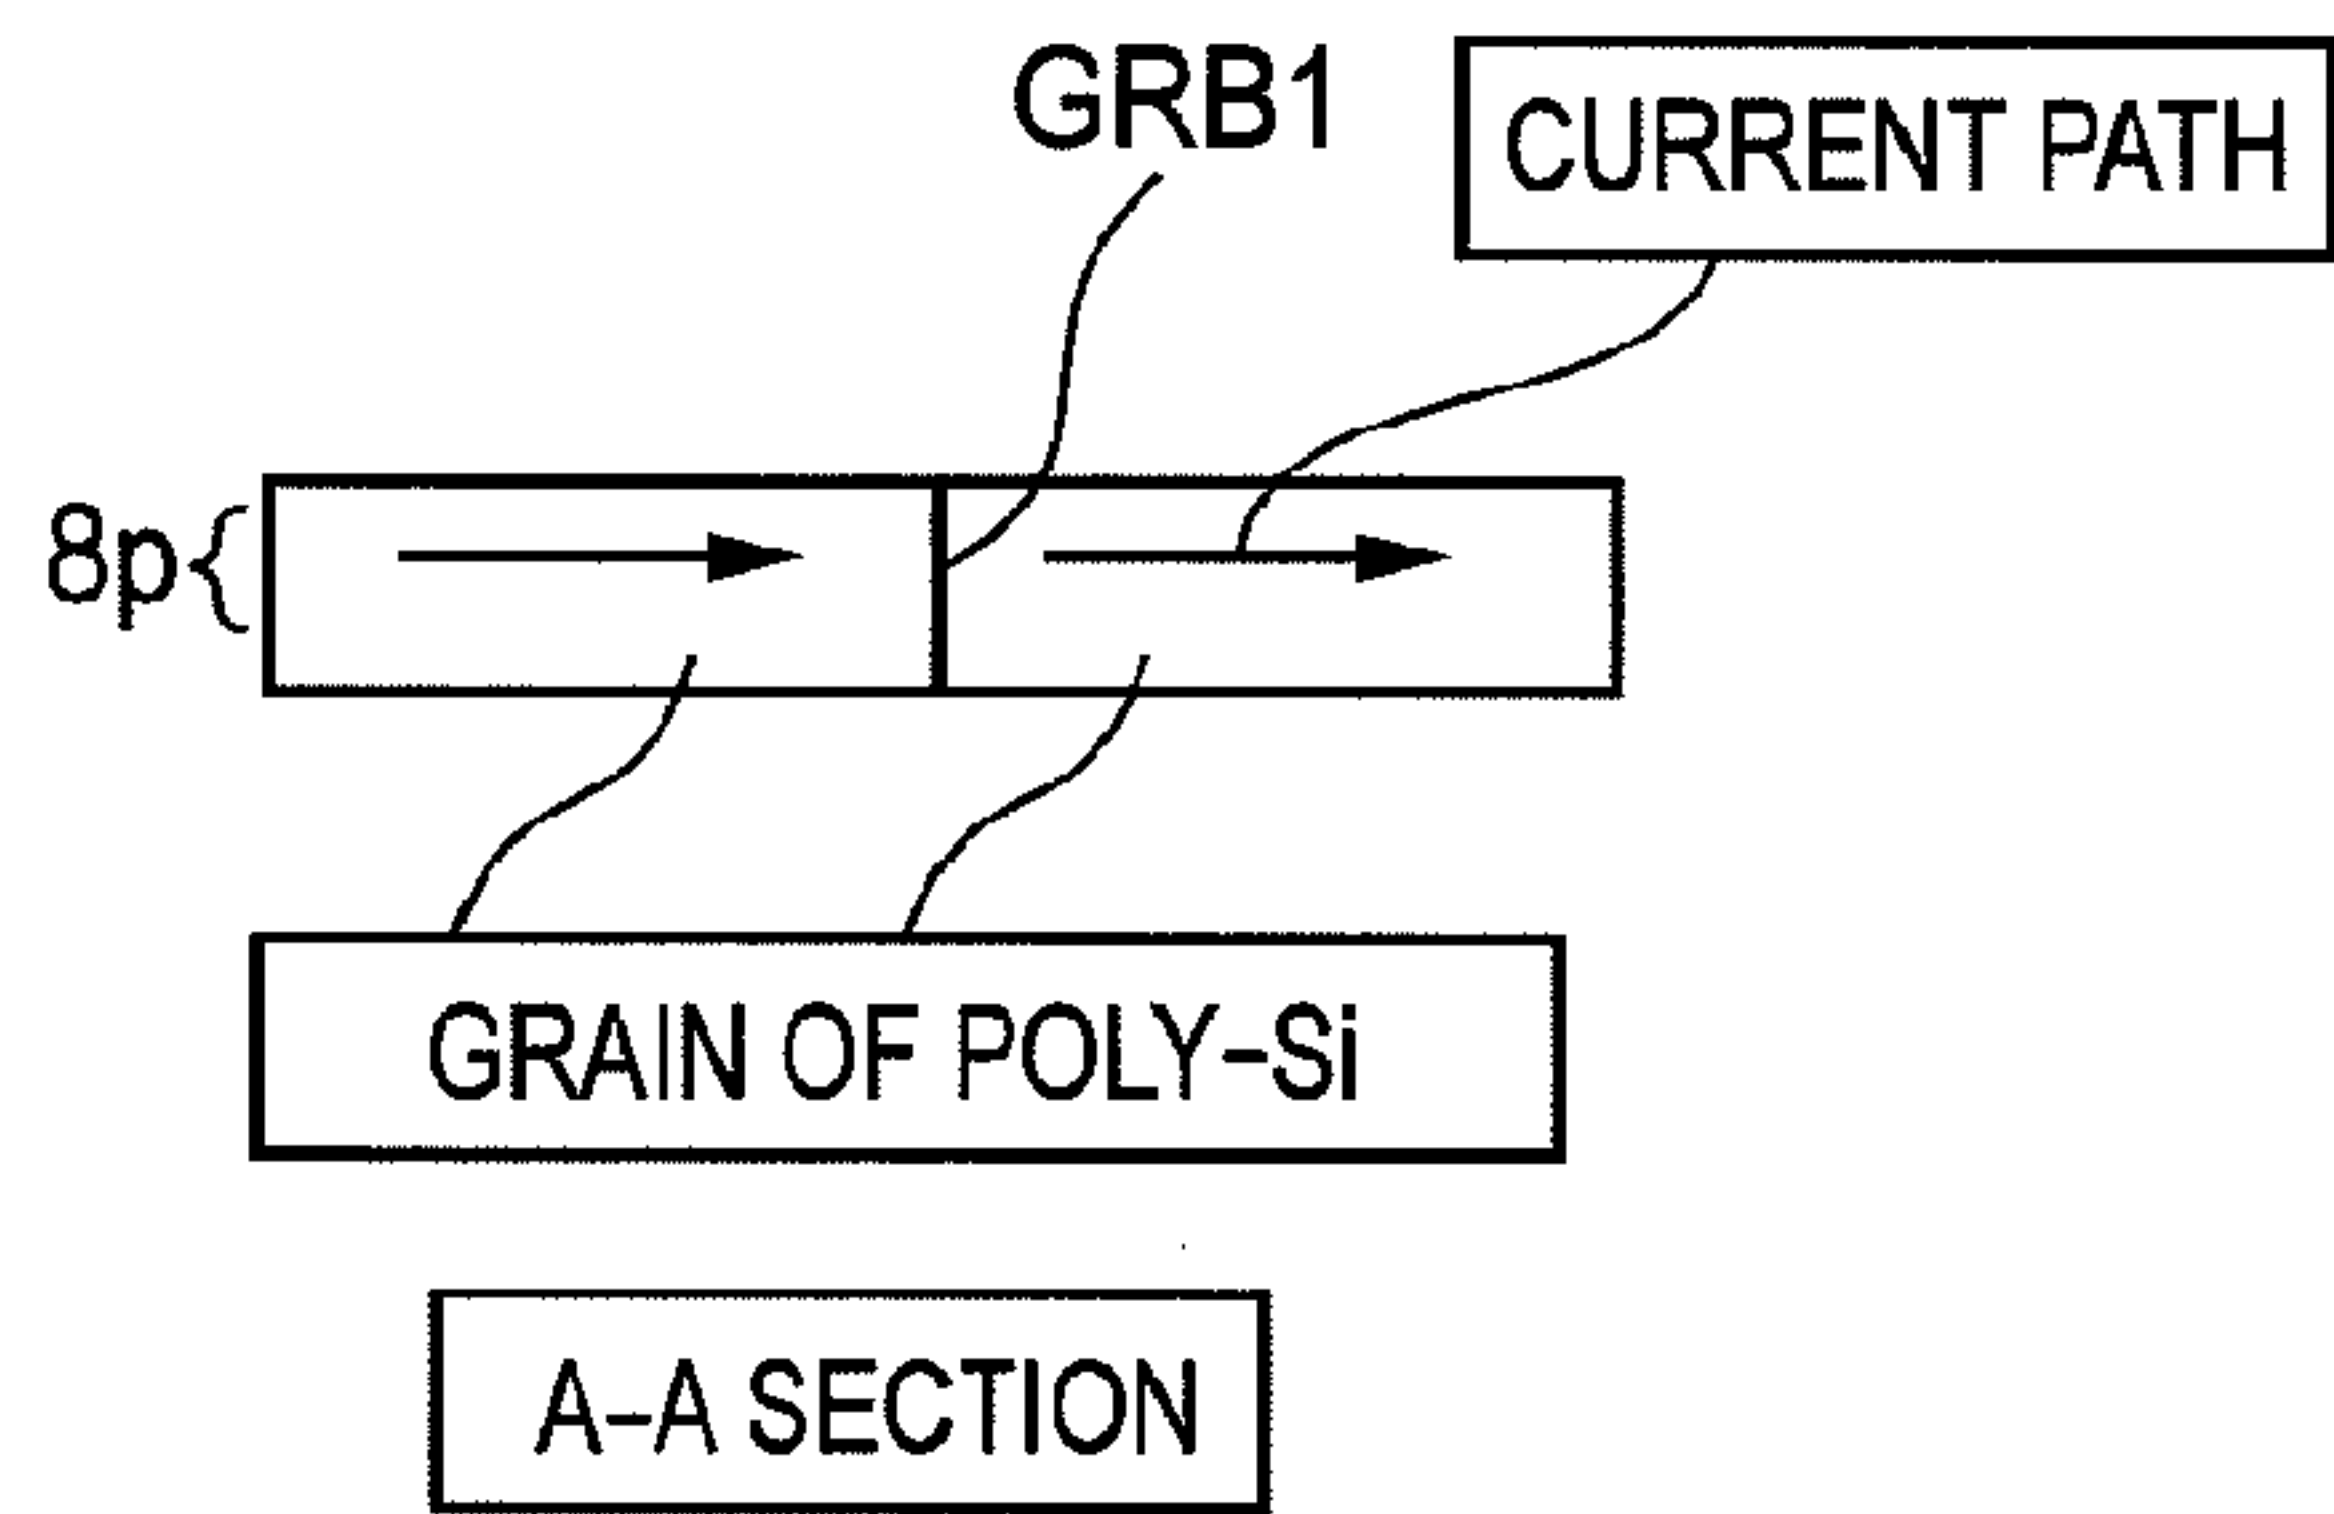 GRB1
CURRENT PATH
8p
GRAIN OF POLY-Si
A-A SECTION